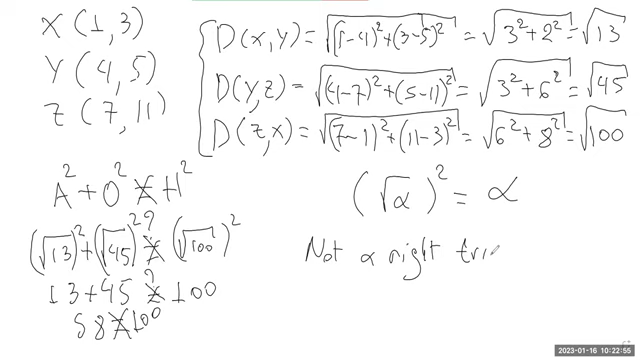 X (1, 3)
Y (4, 5)
Z (7, 11)
D(x,y) = √(1-4)²+(3-5)² = √3²+2² = √13
D(y,z) = √(4-7)²+(5-11)² = √3²+6² = √45
D(z,x) = √(7-1)²+(11-3)² = √6²+8² = √100
A²+O² ≠ H²
(√13)²+(√45)² ≠? (√100)²
13+45 ≠? 100
58≠100
(√a)² = a
Not a right tri
2023-01-16 10:22:55